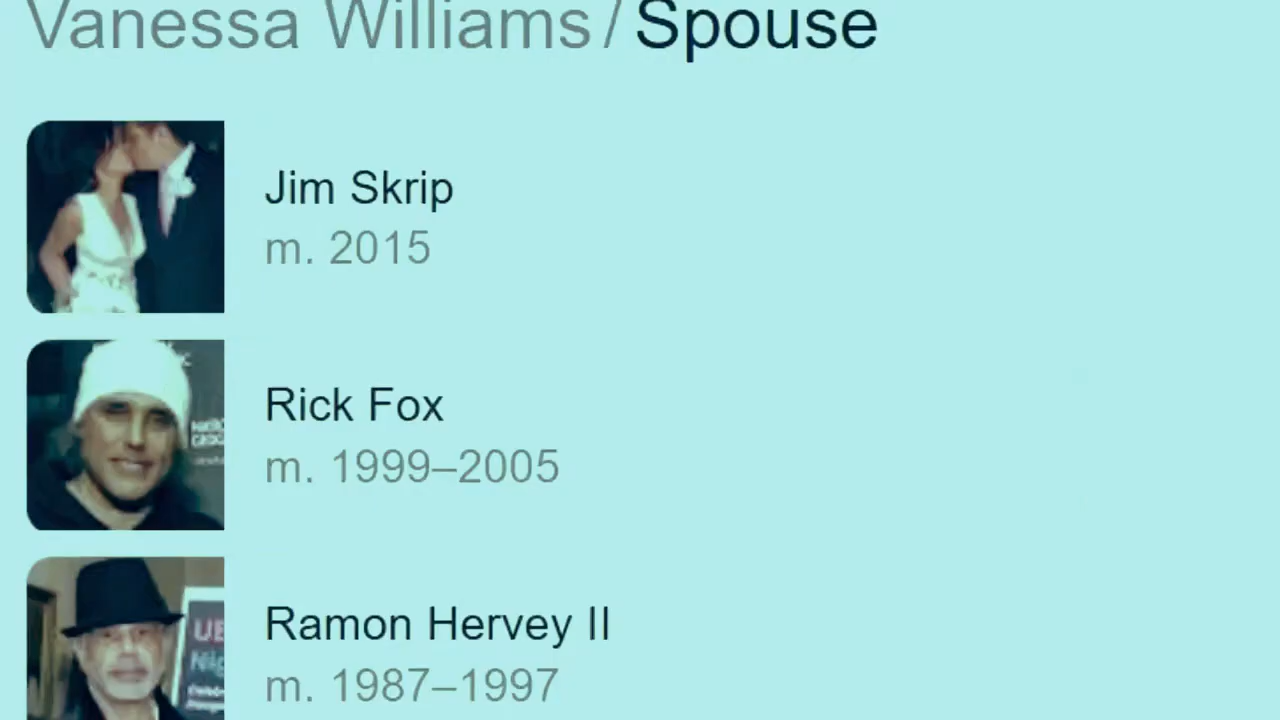 Vanessa Williams / Spouse
Jim Skrip
m. 2015
Rick Fox
m. 1999–2005
Ramon Hervey II
m. 1987–1997